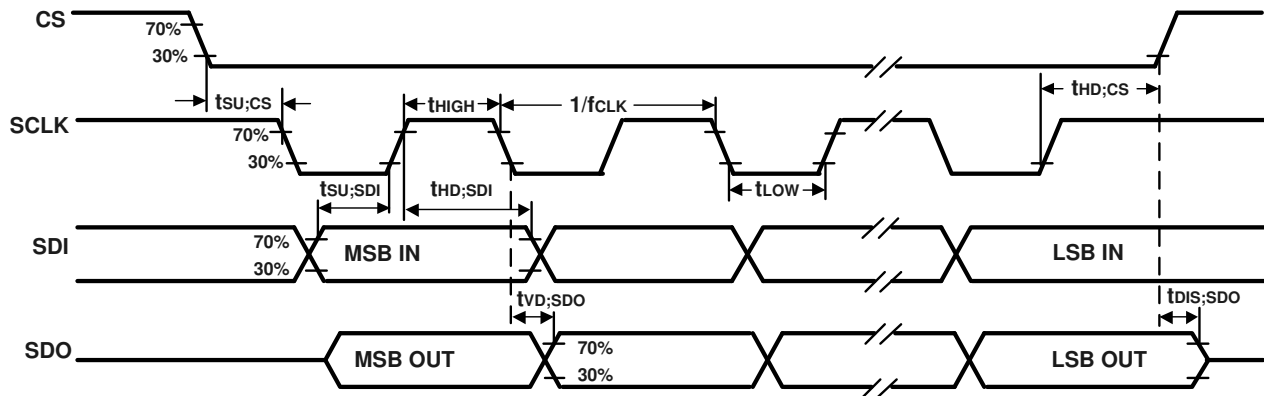 CS
70%
30%
tSU;CS
tHIGH
1/fCLK
tHD;CS
SCLK
70%
30%
tSU;SDI
tHD;SDI
tLOW
SDI
70%
30%
MSB IN
LSB IN
tVD;SDO
tDIS;SDO
SDO
MSB OUT
70%
30%
LSB OUT